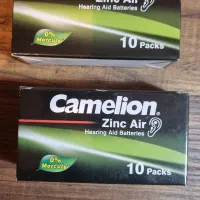 Zinc Air
Hearing Aid Batteries
0%
Mercury
10 Packs
Camelion
Zinc Air
Hearing Aid Batteries
0%
Mercury
10 Packs